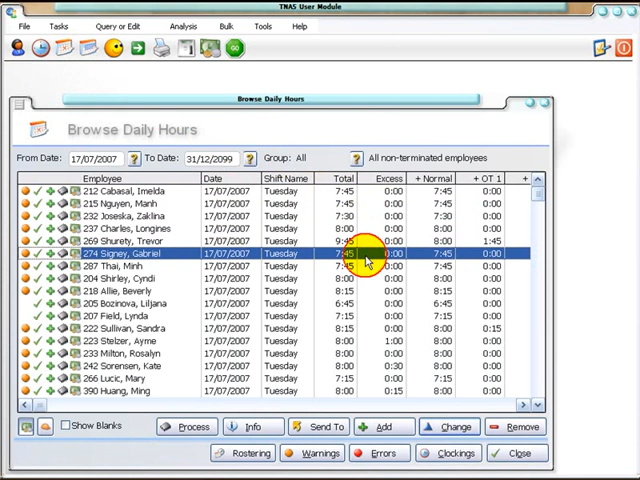 TNA5 User Module
File Tasks Query or Edit Analysis Bulk Tools Help
GO
Browse Daily Hours
Browse Daily Hours
From Date: 17/07/2007 ? To Date: 31/12/2099 ? Group: All ? All non-terminated employees
Employee Date Shift Name Total Excess + Normal + OT 1 +
212 Cabasal, Imelda 17/07/2007 Tuesday 7:45 0:00 7:45 0:00
215 Nguyen, Manh 17/07/2007 Tuesday 7:45 0:00 7:45 0:00
232 Joseska, Zaklina 17/07/2007 Tuesday 7:30 0:00 7:30 0:00
237 Charles, Longines 17/07/2007 Tuesday 8:00 0:00 8:00 0:00
269 Shurety, Trevor 17/07/2007 Tuesday 9:45 0:00 8:00 1:45
274 Signey, Gabriel 17/07/2007 Tuesday 7:45 0:00 7:45 0:00
287 Thai, Minh 17/07/2007 Tuesday 7:45 0:00 7:45 0:00
204 Shirley, Cyndi 17/07/2007 Tuesday 8:00 0:00 8:00 0:00
218 Allie, Beverly 17/07/2007 Tuesday 8:15 0:00 8:15 0:00
205 Bozinova, Liljana 17/07/2007 Tuesday 6:45 0:00 6:45 0:00
207 Field, Lynda 17/07/2007 Tuesday 7:15 0:00 7:15 0:00
222 Sullivan, Sandra 17/07/2007 Tuesday 8:15 0:00 8:00 0:15
223 Stelzer, Ayme 17/07/2007 Tuesday 8:00 1:00 8:00 0:00
233 Milton, Rosalyn 17/07/2007 Tuesday 8:00 0:00 8:00 0:00
242 Sorensen, Kate 17/07/2007 Tuesday 8:00 0:30 8:00 0:00
266 Lucic, Mary 17/07/2007 Tuesday 7:15 0:00 7:15 0:00
390 Huang, Ming 17/07/2007 Tuesday 8:00 0:15 8:00 0:00
Show Blanks Process Info Send To Add Change Remove
Rostering Warnings Errors Clockings Close